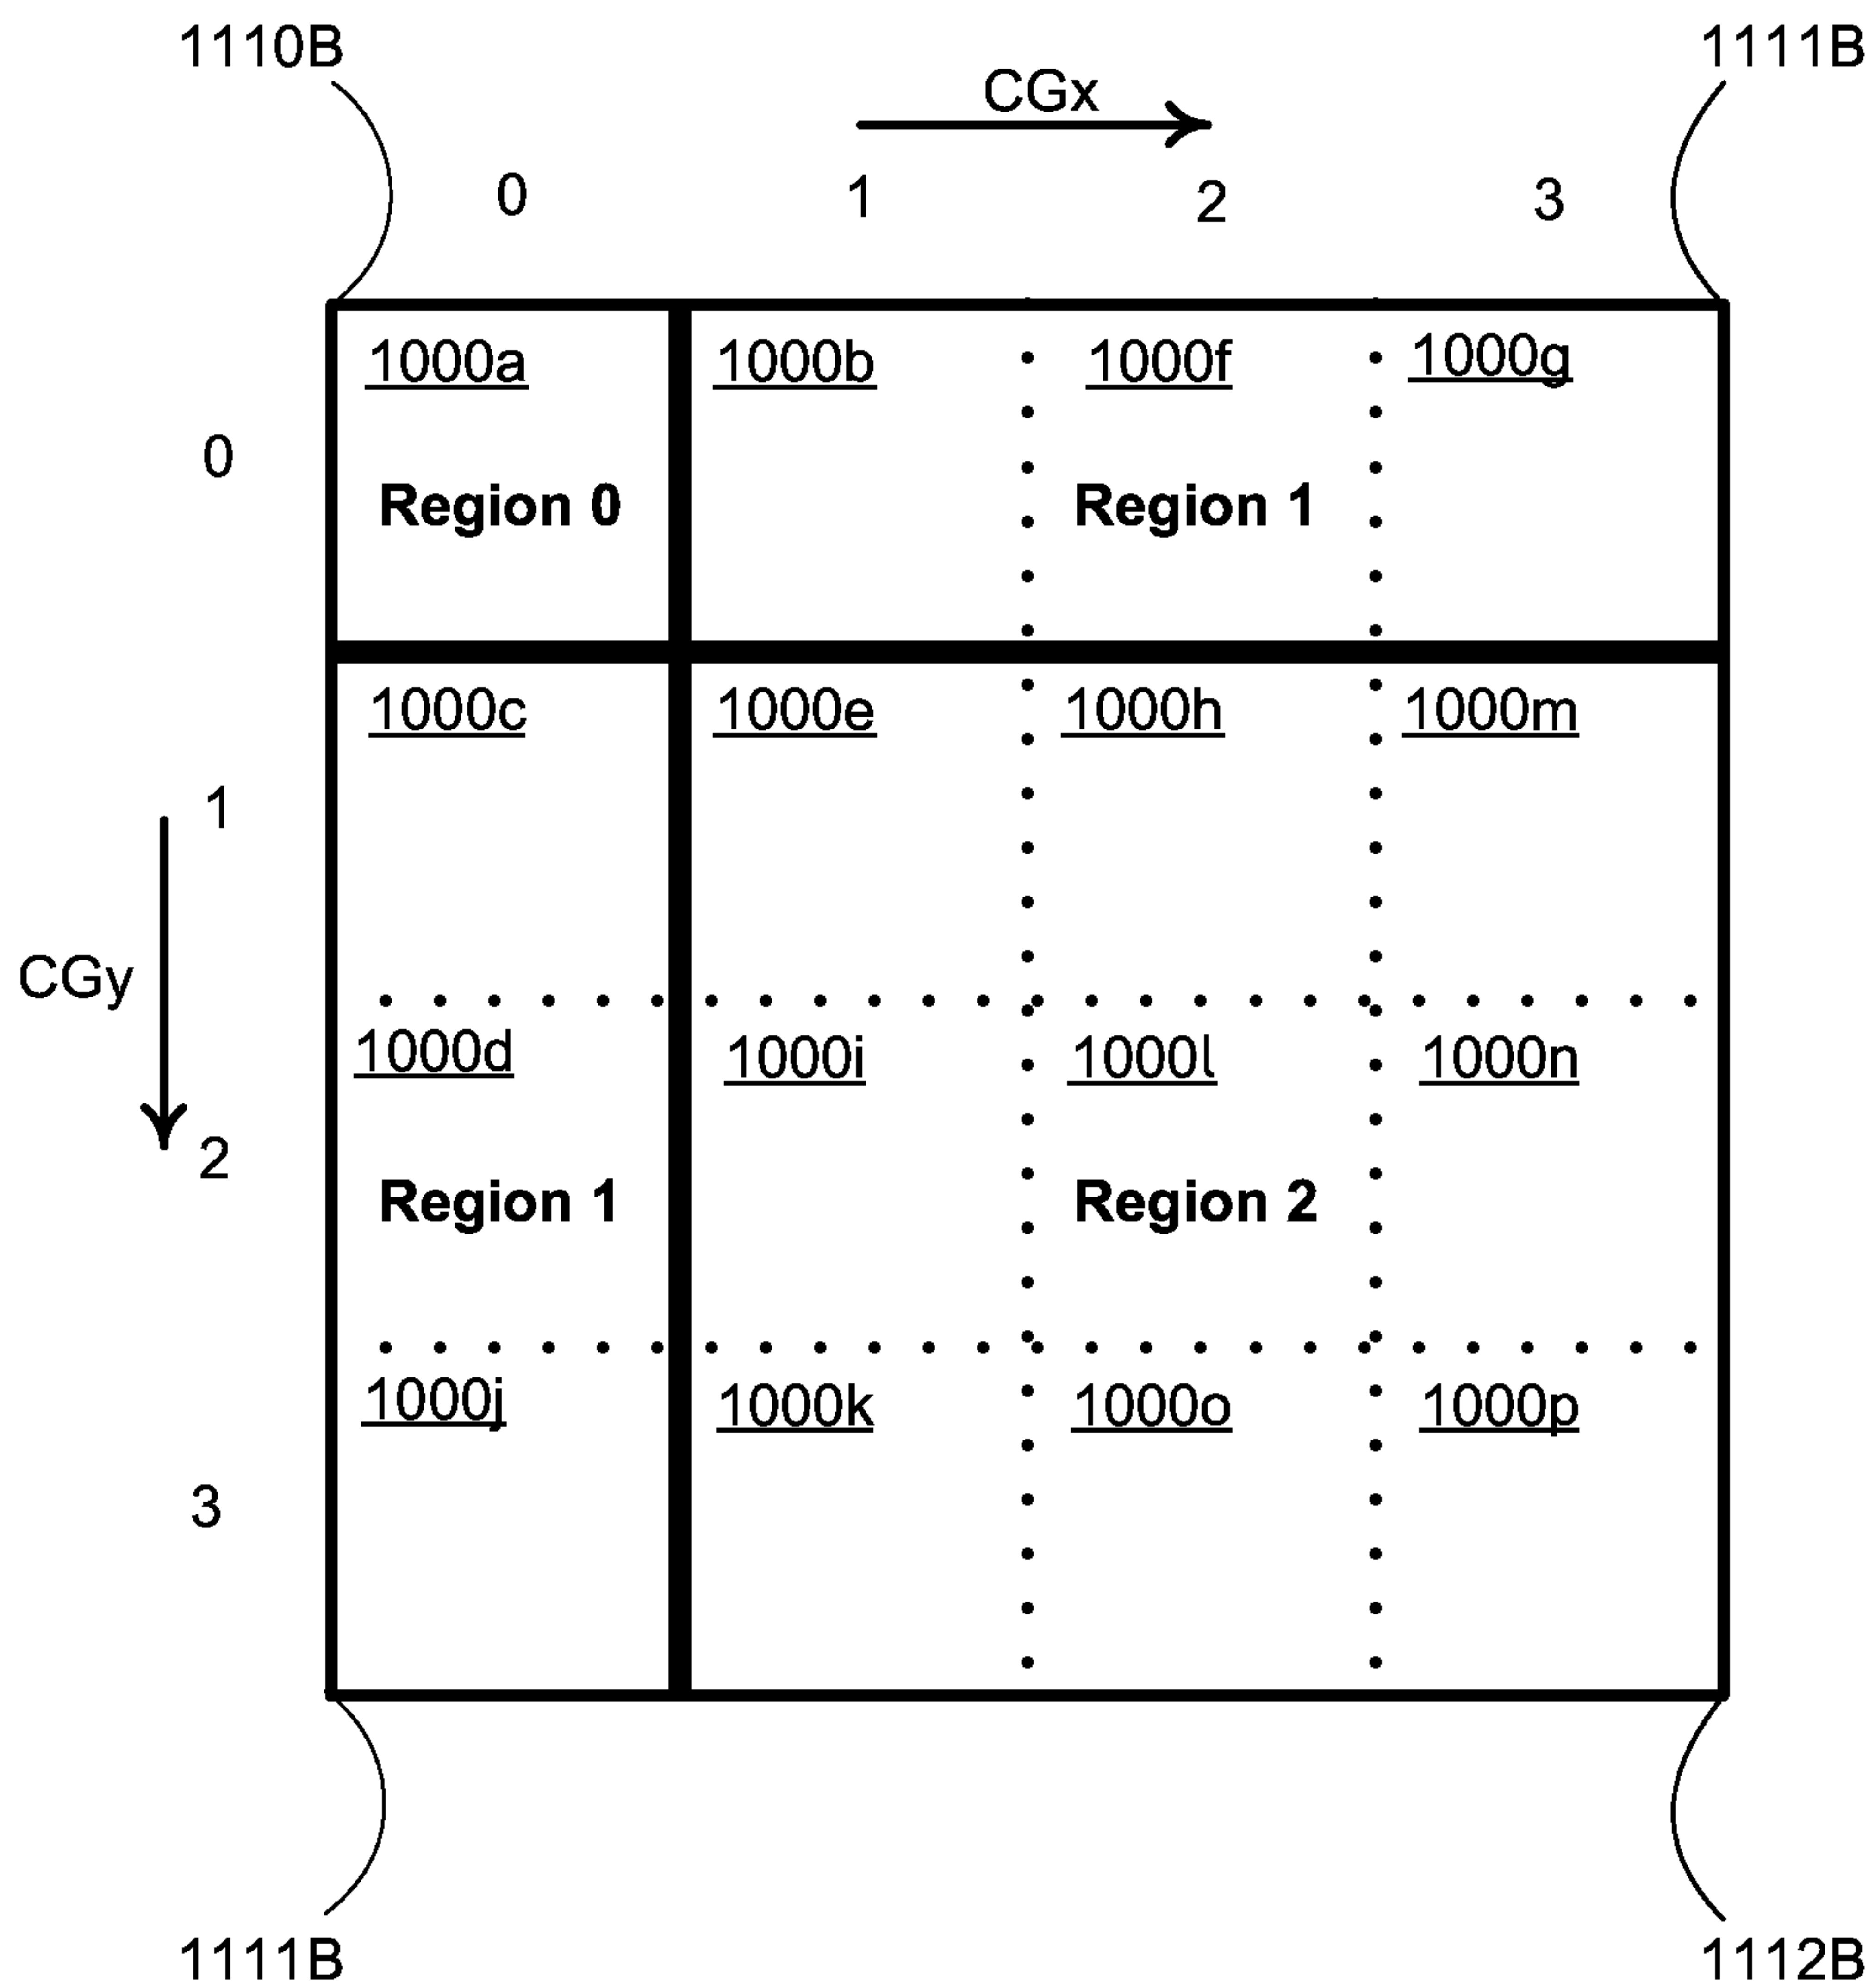 1110B 1111B
CGx
0 1 2 3
1000a 1000b 1000f 1000g
0
Region 0 Region 1
1000c 1000e 1000h 1000m
1
CGy
1000d 1000i 1000l 1000n
2
Region 1 Region 2
1000j 1000k 1000o 1000p
3
1111B 1112B